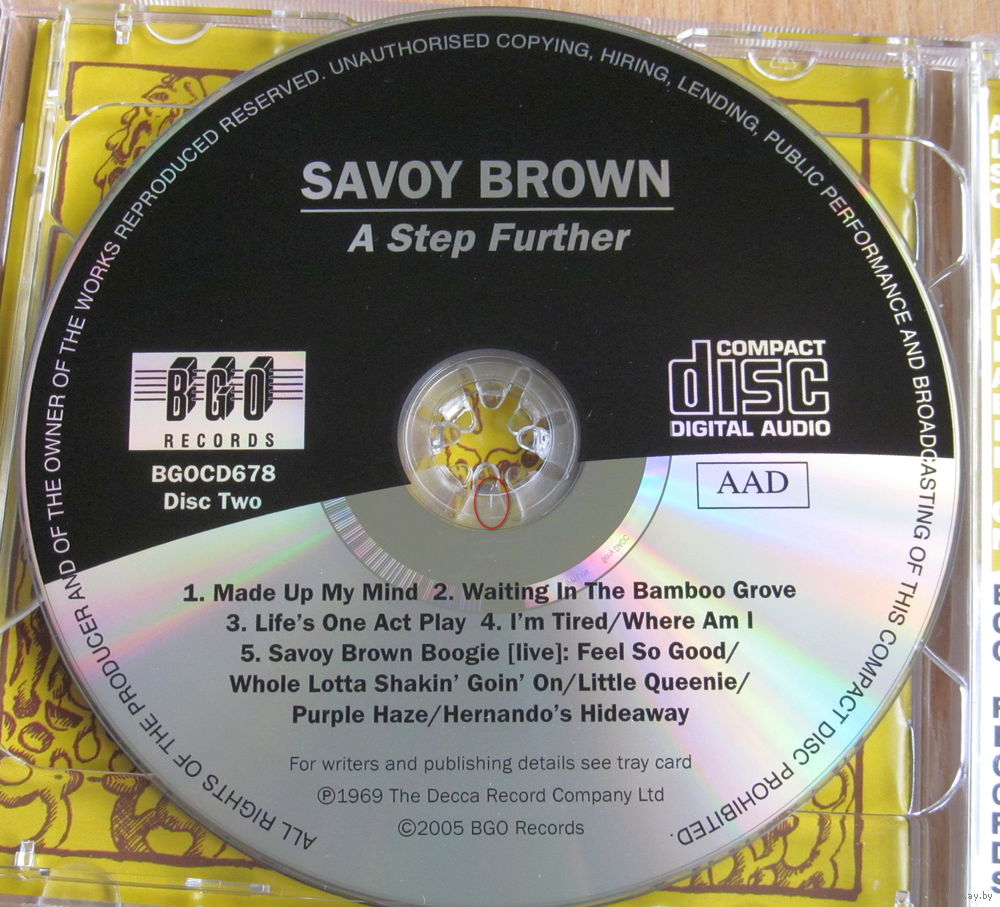 ALL RIGHTS OF THE PRODUCER AND OF THE OWNER OF THE WORKS REPRODUCED RESERVED. UNAUTHORISED COPYING, HIRING, LENDING, PUBLIC PERFORMANCE AND BROADCASTING OF THIS COMPACT DISC PROHIBITED.
SAVOY BROWN
A Step Further
BGO
RECORDS
BGOCD678
Disc Two
COMPACT
disc
DIGITAL AUDIO
AAD
1. Made Up My Mind 2. Waiting In The Bamboo Grove
3. Life's One Act Play 4. I'm Tired/Where Am I
5. Savoy Brown Boogie [live]: Feel So Good/
Whole Lotta Shakin' Goin' On/Little Queenie/
Purple Haze/Hernando's Hideaway
For writers and publishing details see tray card
℗1969 The Decca Record Company Ltd
©2005 BGO Records
ALSO
ay.by